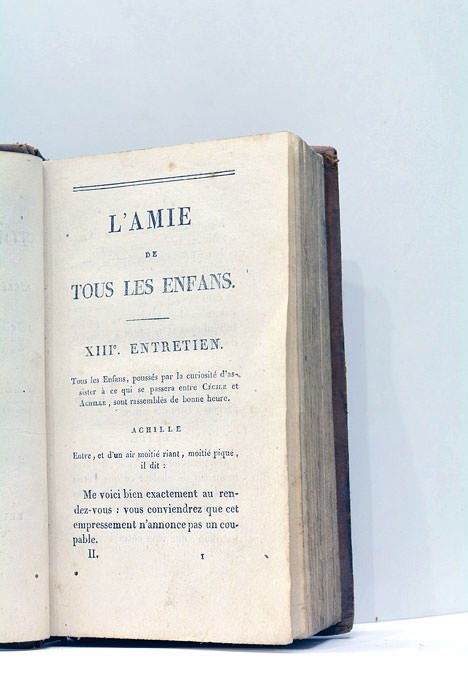 L'AMIE
DE
TOUS LES ENFANS.
XIIIe. ENTRETIEN.
Tous les Enfans, poussés par la curiosité d'as-
sister à ce qui se passera entre CÉCILE et
ACHILLE, sont rassemblés de bonne heure.
ACHILLE
Entre, et d'un air moitié riant, moitié piqué,
il dit :
Me voici bien exactement au ren-
dez-vous : vous conviendrez que cet
empressement n'annonce pas un cou-
pable.
II. 1